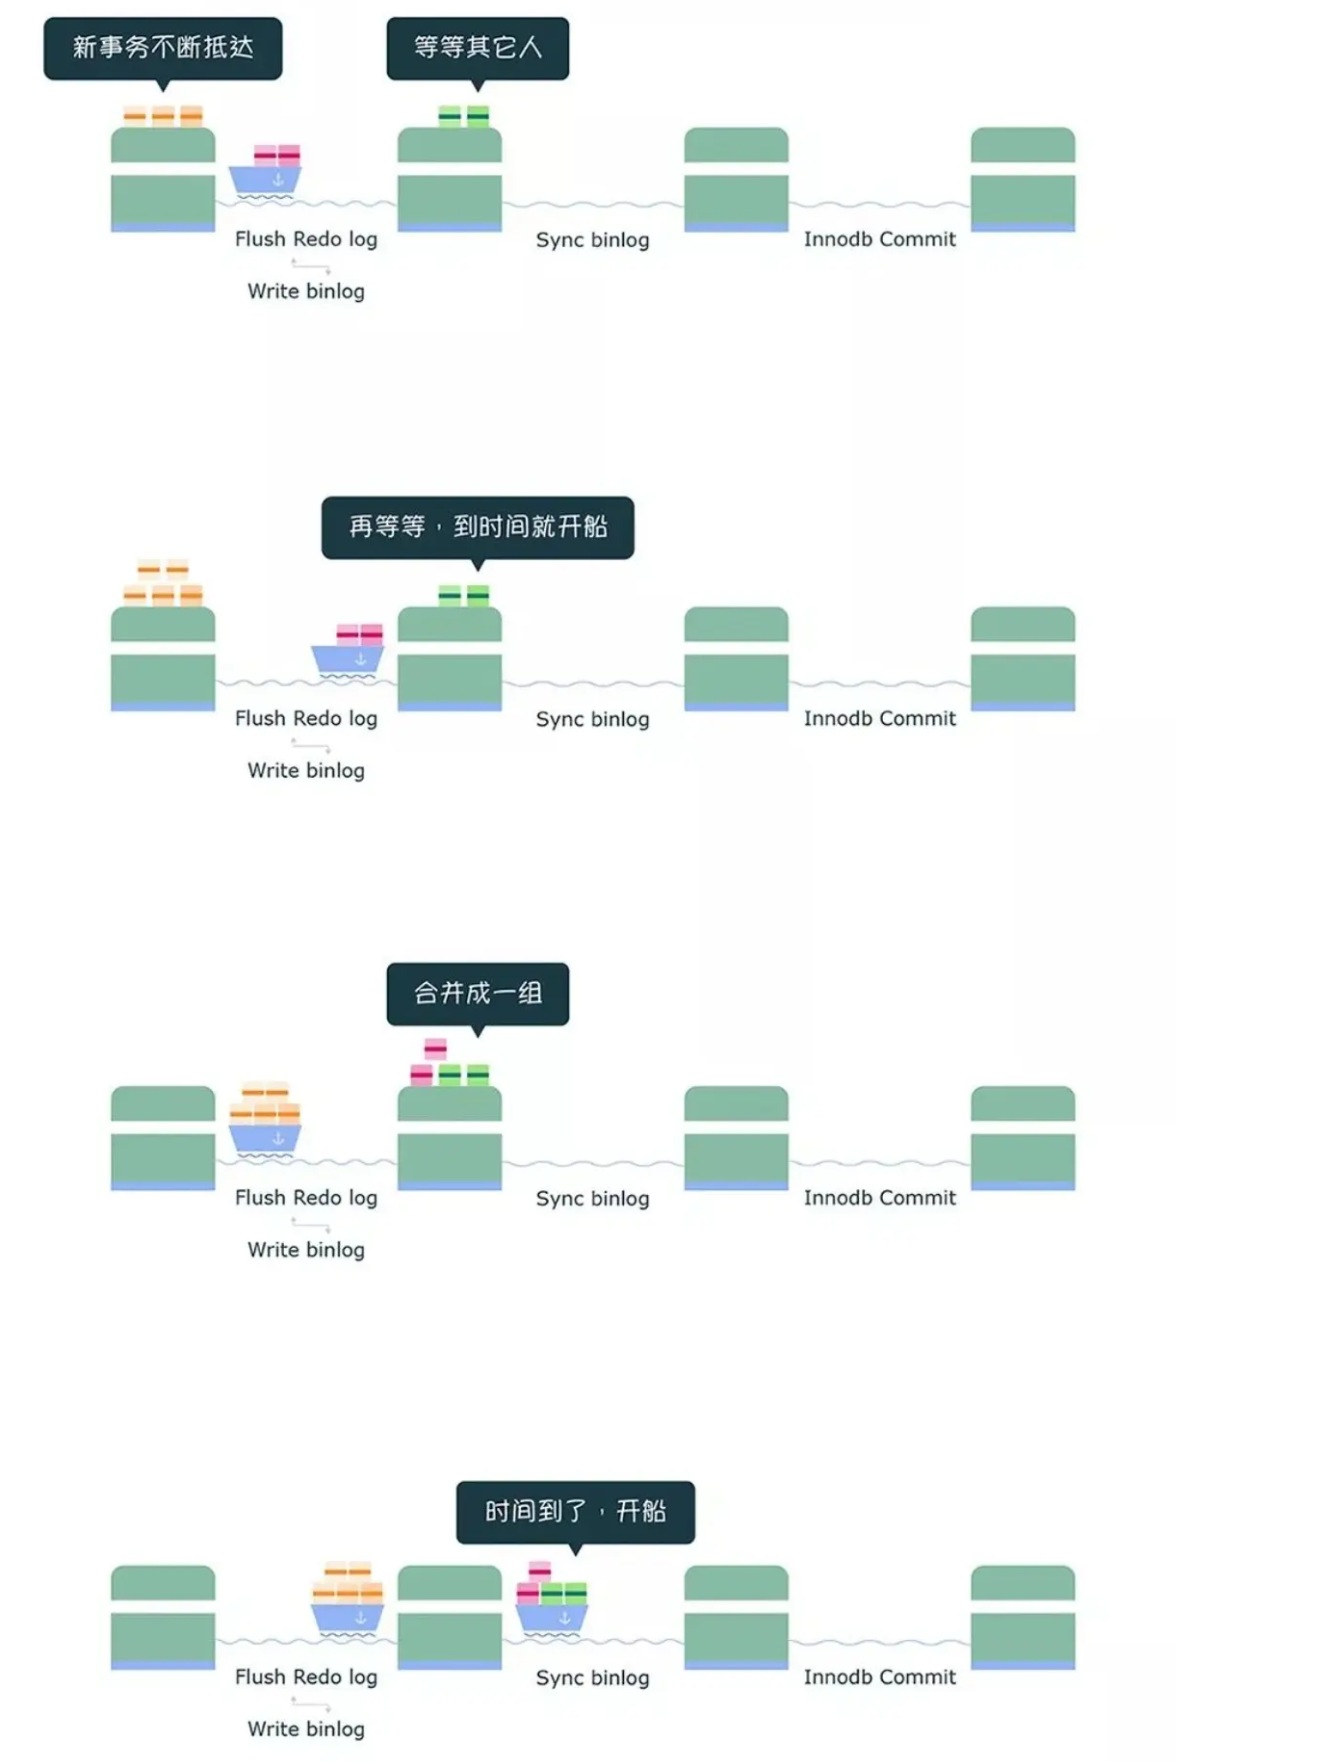 新事务不断抵达
等等其它人
Flush Redo log
Sync binlog
Innodb Commit
Write binlog
再等等，到时间就开船
Flush Redo log
Sync binlog
Innodb Commit
Write binlog
合并成一组
Flush Redo log
Sync binlog
Innodb Commit
Write binlog
时间到了，开船
Flush Redo log
Sync binlog
Innodb Commit
Write binlog